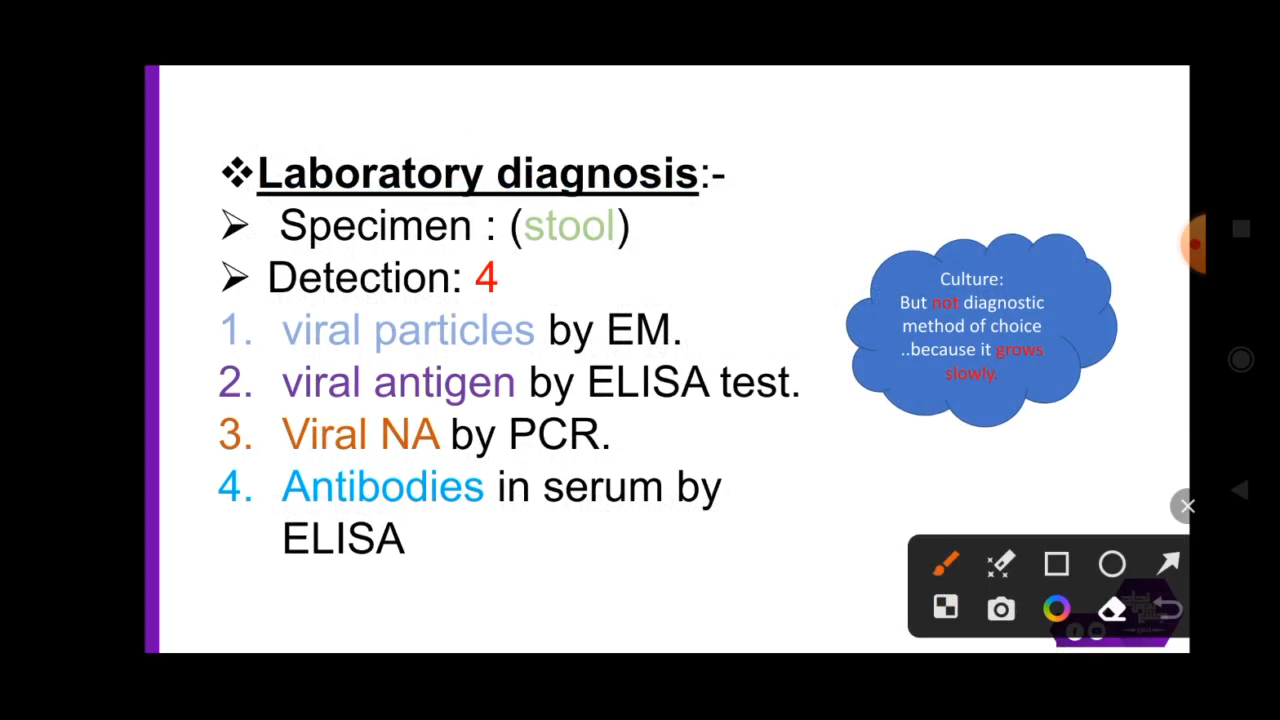 ❖Laboratory diagnosis:-
➢ Specimen : (stool)
➢ Detection: 4
1. viral particles by EM.
2. viral antigen by ELISA test.
3. Viral NA by PCR.
4. Antibodies in serum by
ELISA
Culture:
But not diagnostic
method of choice
..because it grows
slowly.